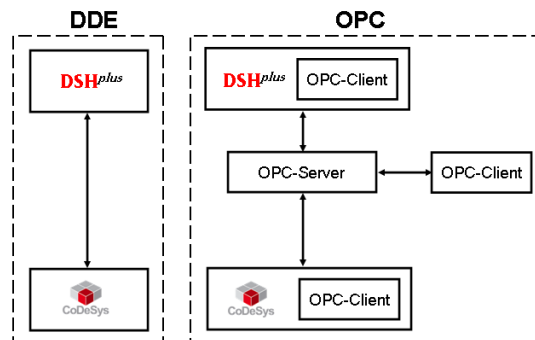 DDE
OPC
DSHplus
DSHplus
OPC-Client
OPC-Server
OPC-Client
CoDeSys
CoDeSys
OPC-Client